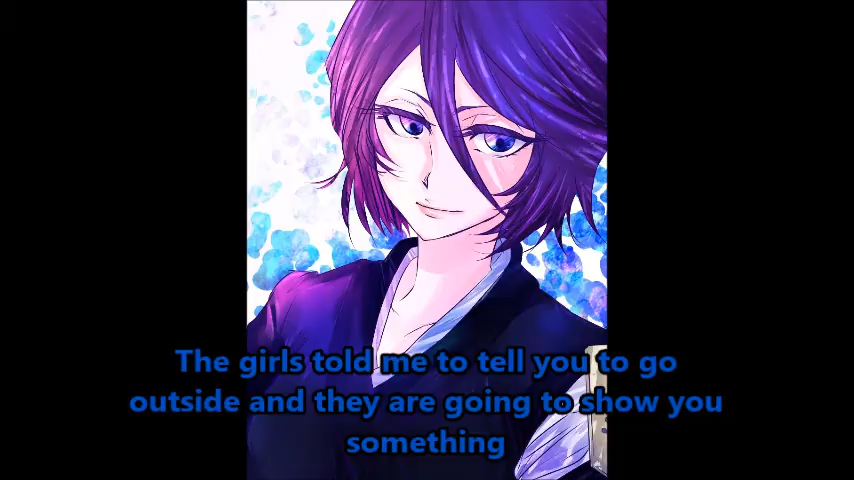 The girls told me to tell you to go
outside and they are going to show you
something